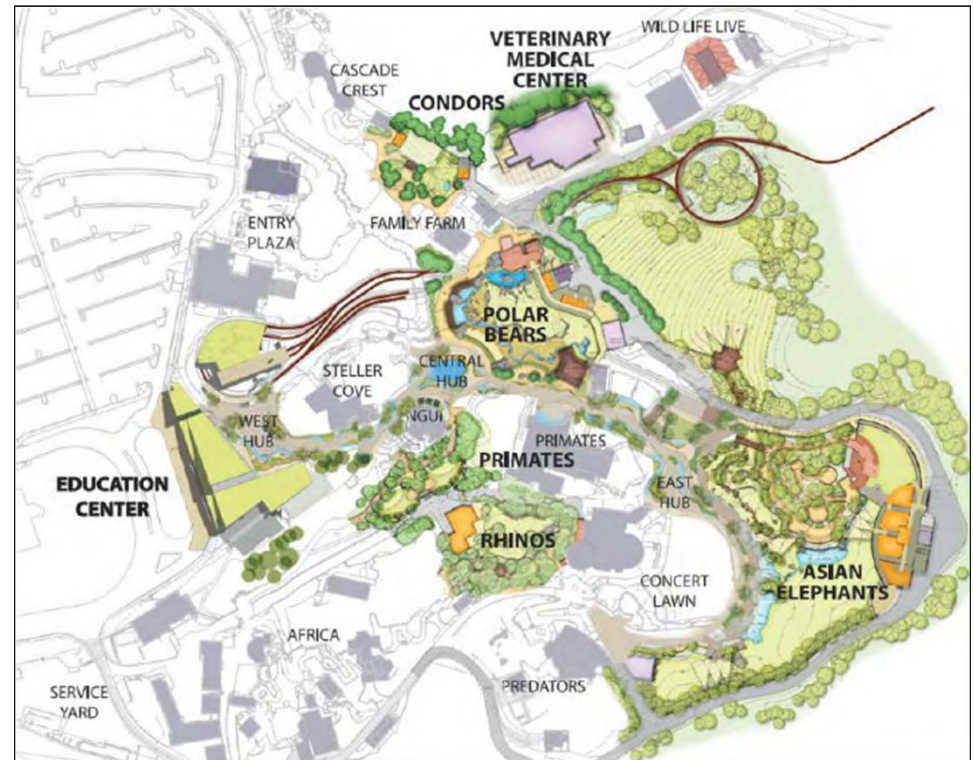 WILD LIFE LIVE
VETERINARY
MEDICAL
CENTER
CASCADE
CREST
CONDORS
ENTRY
PLAZA
FAMILY FARM
POLAR
BEARS
CENTRAL
HUB
STELLER
COVE
NGUI
WEST
HUB
PRIMATES
PRIMATES
EDUCATION
CENTER
EAST
HUB
RHINOS
ASIAN
ELEPHANTS
CONCERT
LAWN
AFRICA
PREDATORS
SERVICE
YARD